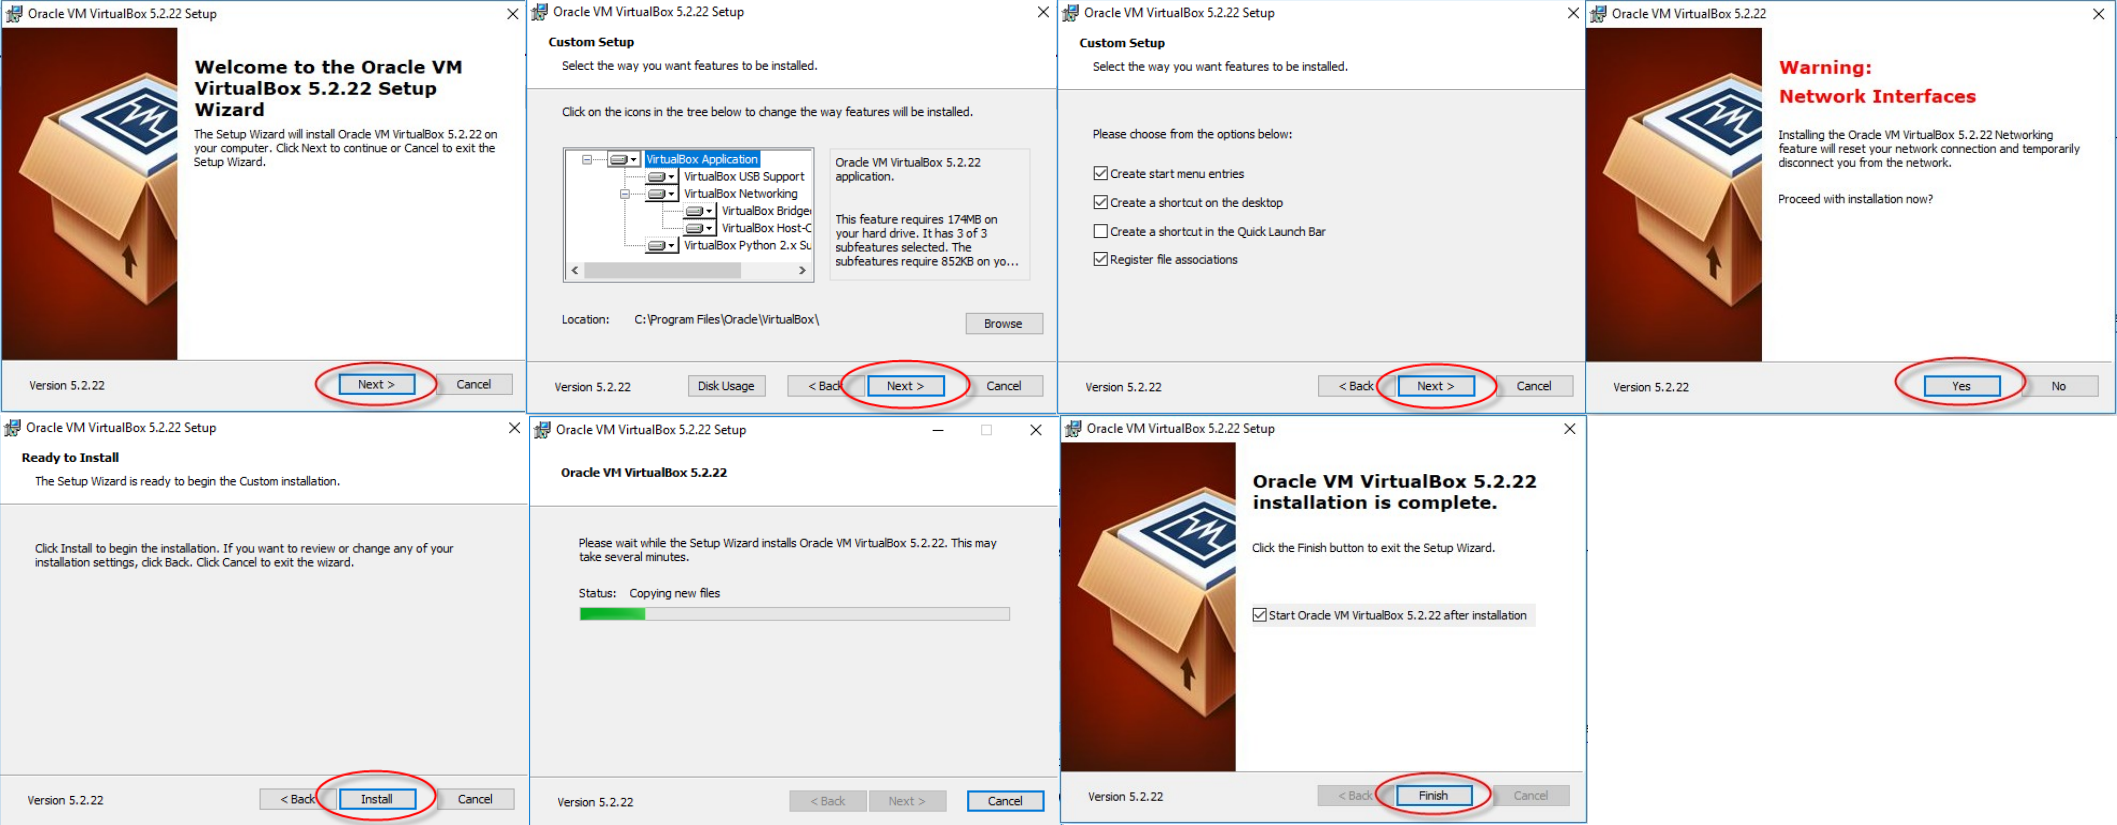 Oracle VM VirtualBox 5.2.22 Setup
Welcome to the Oracle VM
VirtualBox 5.2.22 Setup
Wizard
The Setup Wizard will install Oracle VM VirtualBox 5.2.22 on
your computer. Click Next to continue or Cancel to exit the
Setup Wizard.
Version 5.2.22
Next >
Cancel
Oracle VM VirtualBox 5.2.22 Setup
Custom Setup
Select the way you want features to be installed.
Click on the icons in the tree below to change the way features will be installed.
VirtualBox Application
VirtualBox USB Support
VirtualBox Networking
VirtualBox Bridge
VirtualBox Host-C
VirtualBox Python 2.x Su
Oracle VM VirtualBox 5.2.22
application.
This feature requires 174MB on
your hard drive. It has 3 of 3
subfeatures selected. The
subfeatures require 852KB on yo...
Location: C:\Program Files\Oracle\VirtualBox\
Browse
Version 5.2.22
Disk Usage
< Back
Next >
Cancel
Oracle VM VirtualBox 5.2.22 Setup
Custom Setup
Select the way you want features to be installed.
Please choose from the options below:
Create start menu entries
Create a shortcut on the desktop
Create a shortcut in the Quick Launch Bar
Register file associations
Version 5.2.22
< Back
Next >
Cancel
Oracle VM VirtualBox 5.2.22
Warning:
Network Interfaces
Installing the Oracle VM VirtualBox 5.2.22 Networking
feature will reset your network connection and temporarily
disconnect you from the network.
Proceed with installation now?
Version 5.2.22
Yes
No
Oracle VM VirtualBox 5.2.22 Setup
Ready to Install
The Setup Wizard is ready to begin the Custom installation.
Click Install to begin the installation. If you want to review or change any of your
installation settings, click Back. Click Cancel to exit the wizard.
Version 5.2.22
< Back
Install
Cancel
Oracle VM VirtualBox 5.2.22 Setup
Oracle VM VirtualBox 5.2.22
Please wait while the Setup Wizard installs Oracle VM VirtualBox 5.2.22. This may
take several minutes.
Status: Copying new files
Version 5.2.22
< Back
Next >
Cancel
Oracle VM VirtualBox 5.2.22 Setup
Oracle VM VirtualBox 5.2.22
installation is complete.
Click the Finish button to exit the Setup Wizard.
Start Oracle VM VirtualBox 5.2.22 after installation
Version 5.2.22
< Back
Finish
Cancel